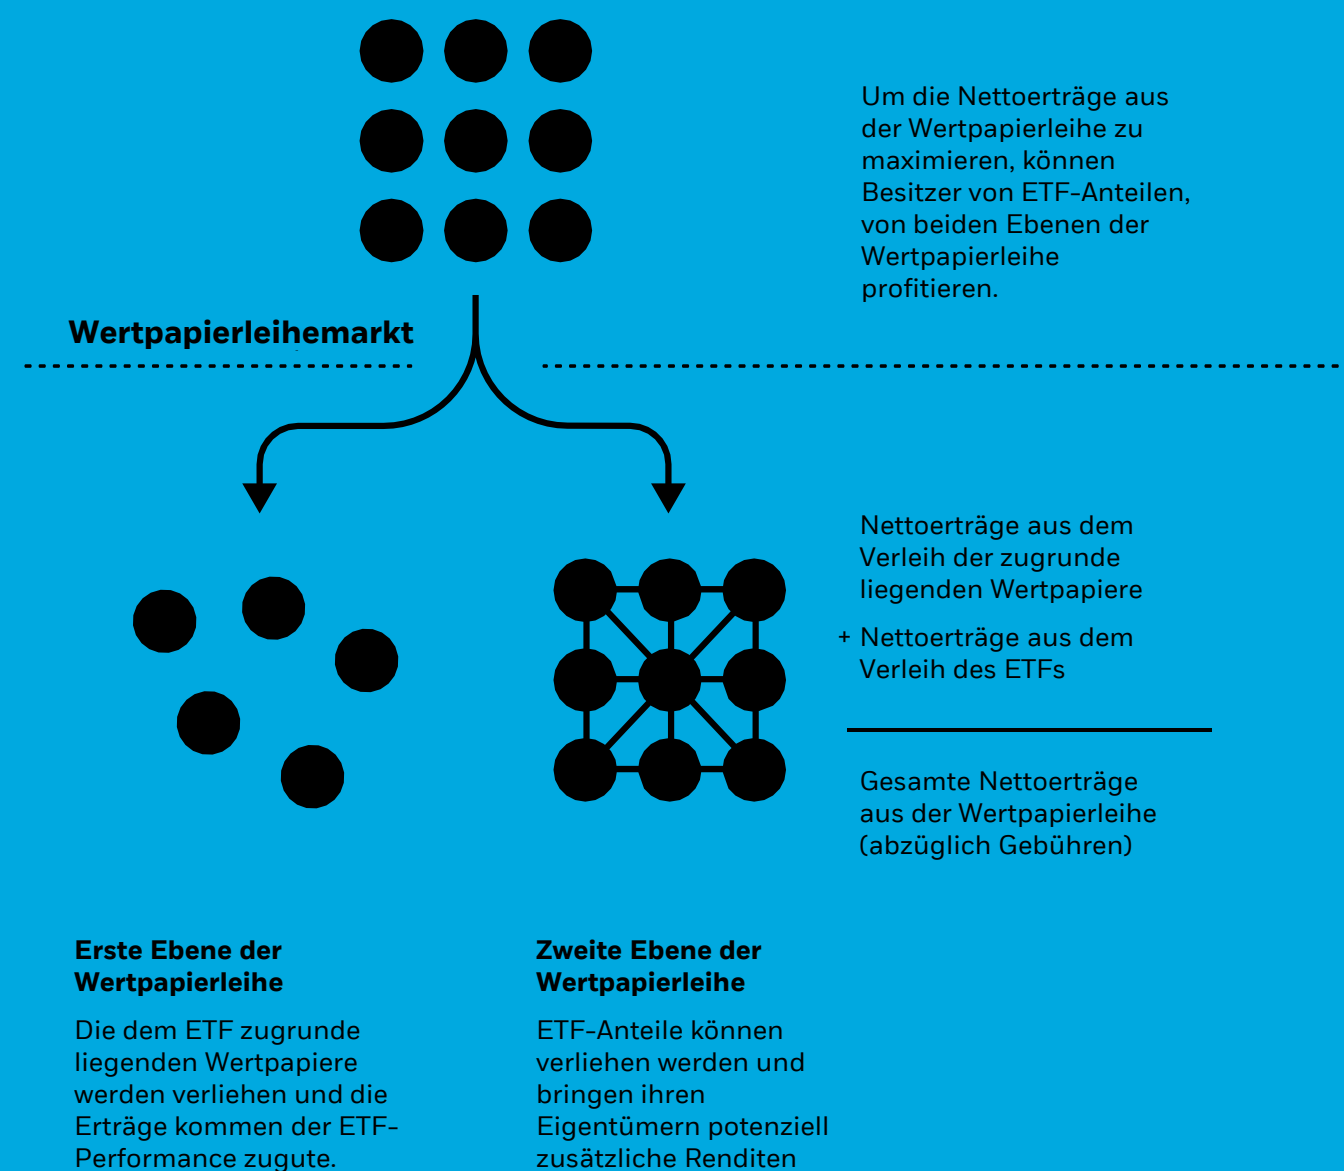 Um die Nettoerträge aus
der Wertpapierleihe zu
maximieren, können
Besitzer von ETF-Anteilen,
von beiden Ebenen der
Wertpapierleihe
profitieren.
Wertpapierleihemarkt
Nettoerträge aus dem
Verleih der zugrunde
liegenden Wertpapiere
+ Nettoerträge aus dem
Verleih des ETFs
Gesamte Nettoerträge
aus der Wertpapierleihe
(abzüglich Gebühren)
Erste Ebene der
Wertpapierleihe
Die dem ETF zugrunde
liegenden Wertpapiere
werden verliehen und die
Erträge kommen der ETF-
Performance zugute.
Zweite Ebene der
Wertpapierleihe
ETF-Anteile können
verliehen werden und
bringen ihren
Eigentümern potenziell
zusätzliche Renditen